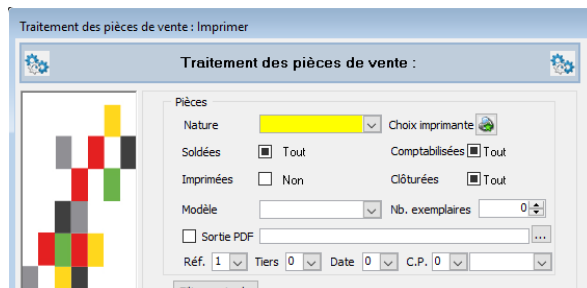 Traitement des pièces de vente : Imprimer
Traitement des pièces de vente :
Pièces
Nature Choix imprimante
Soldées Tout Comptabilisées Tout
Imprimées Non Clôturées Tout
Modèle Nb. exemplaires 0
Sortie PDF ...
Réf. 1 Tiers 0 Date 0 C.P. 0